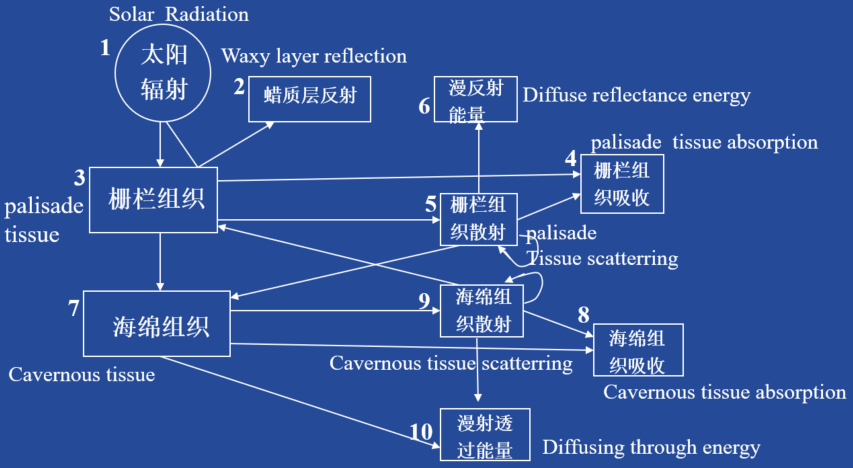 Solar Radiation
1
太阳
辐射
Waxy layer reflection
2
蜡质层反射
6
漫反射
能量
Diffuse reflectance energy
palisade tissue absorption
4
栅栏组
织吸收
3
栅栏组织
palisade
tissue
5
栅栏组
织散射
palisade
Tissue scatterring
7
海绵组织
Cavernous tissue
9
海绵组
织散射
Cavernous tissue scatterring
8
海绵组
织吸收
Cavernous tissue absorption
10
漫射透
过能量
Diffusing through energy